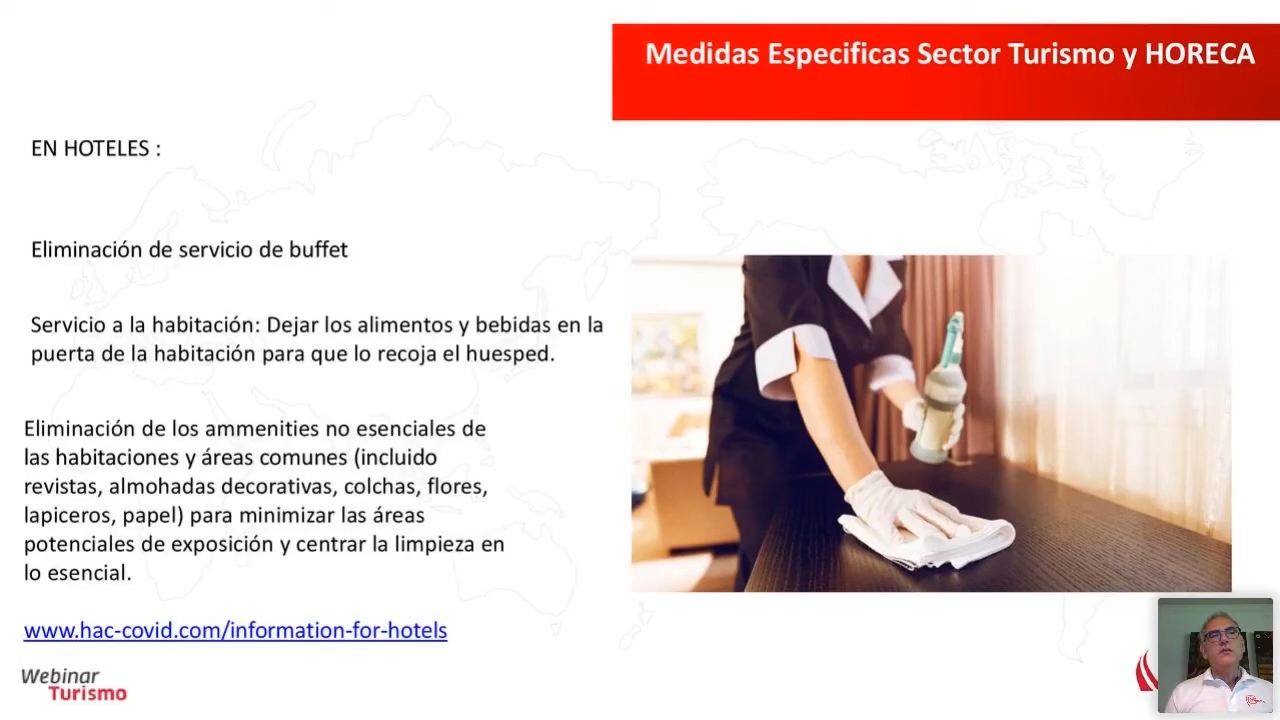 Medidas Especificas Sector Turismo y HORECA
EN HOTELES :
Eliminación de servicio de buffet
Servicio a la habitación: Dejar los alimentos y bebidas en la
puerta de la habitación para que lo recoja el huesped.
Eliminación de los ammenities no esenciales de
las habitaciones y áreas comunes (incluido
revistas, almohadas decorativas, colchas, flores,
lapiceros, papel) para minimizar las áreas
potenciales de exposición y centrar la limpieza en
lo esencial.
www.hac-covid.com/information-for-hotels
Webinar
Turismo